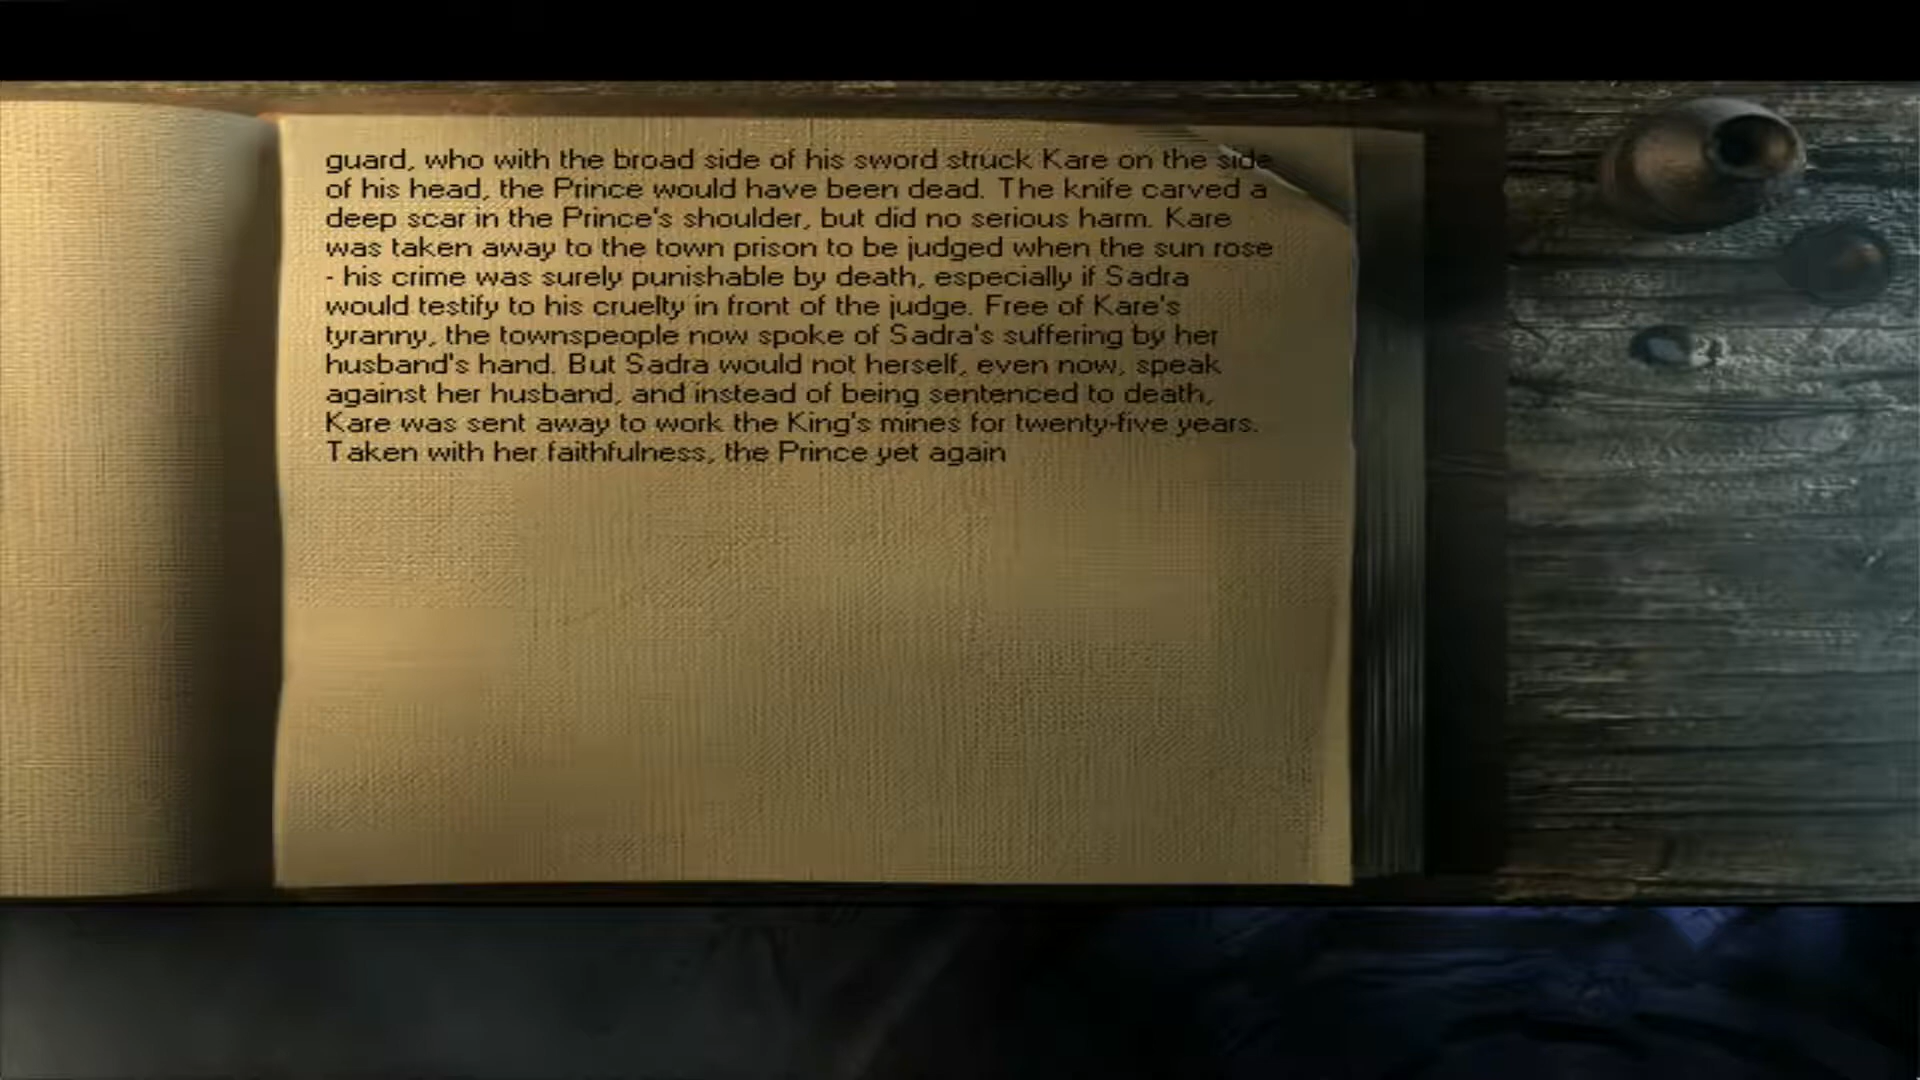 guard, who with the broad side of his sword struck Kare on the side
of his head, the Prince would have been dead. The knife carved a
deep scar in the Prince's shoulder, but did no serious harm. Kare
was taken away to the town prison to be judged when the sun rose
- his crime was surely punishable by death, especially if Sadra
would testify to his cruelty in front of the judge. Free of Kare's
tyranny, the townspeople now spoke of Sadra's suffering by her
husband's hand. But Sadra would not herself, even now, speak
against her husband, and instead of being sentenced to death,
Kare was sent away to work the King's mines for twenty-five years.
Taken with her faithfulness, the Prince yet again